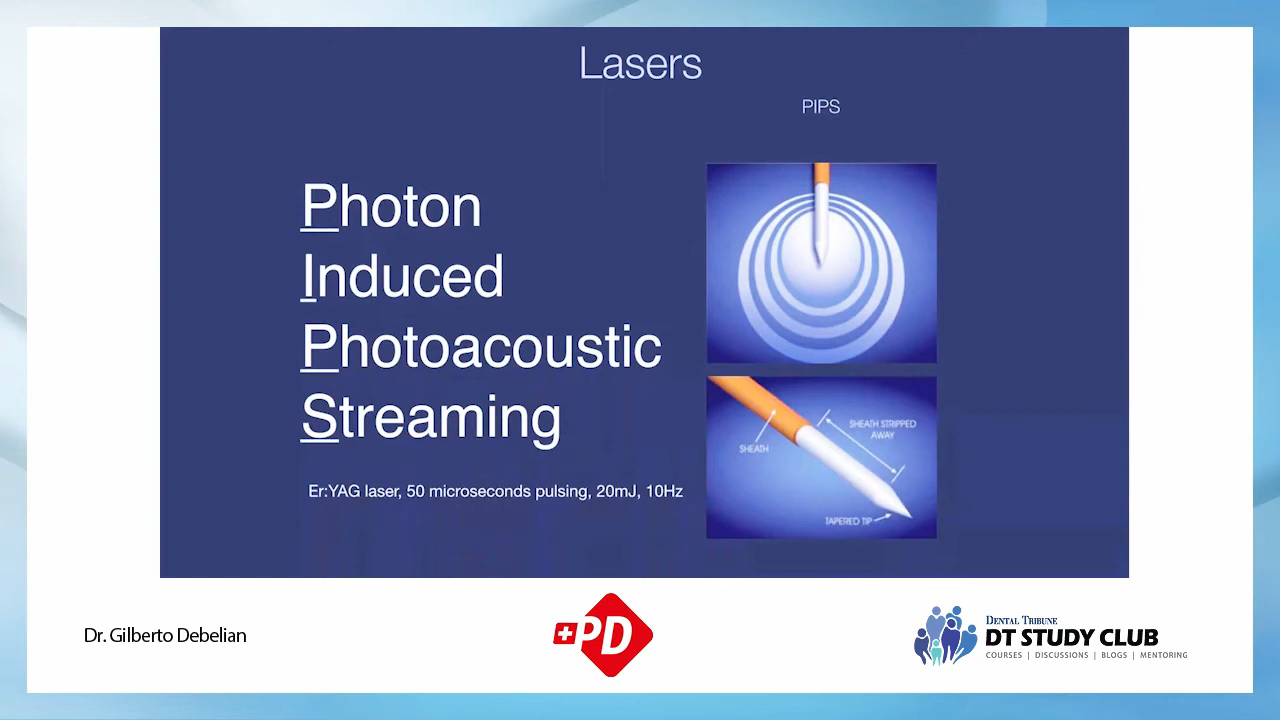 Lasers
PIPS
Photon
Induced
Photoacoustic
Streaming
Er:YAG laser, 50 microseconds pulsing, 20mJ, 10Hz
SHEATH
SHEATH STRIPPED
AWAY
TAPERED TIP
Dr. Gilberto Debelian
PD
DENTAL TRIBUNE
DT STUDY CLUB
COURSES | DISCUSSIONS | BLOGS | MENTORING